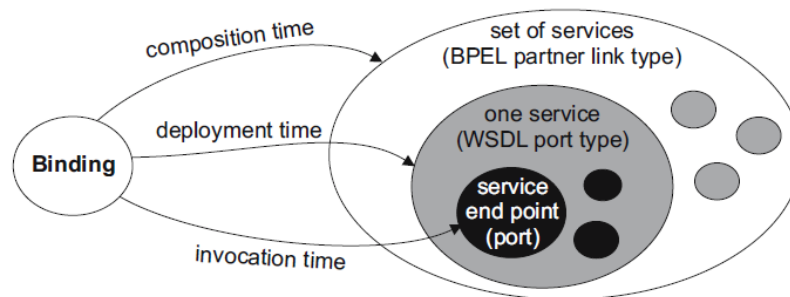 composition time
set of services
(BPEL partner link type)
deployment time
one service
(WSDL port type)
Binding
service
end point
(port)
invocation time